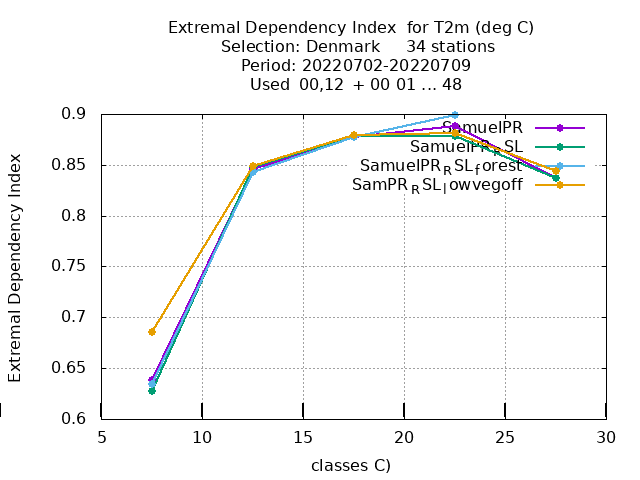 Extremal Dependency Index  for T2m (deg C)
Selection: Denmark     34 stations
Period: 20220702-20220709
Used  00,12  + 00 01 ... 48
Extremal Dependency Index
0.9
0.85
0.8
0.75
0.7
0.65
0.6
SamuelPR
SamuelPR_RSL
SamuelPR_RSL_forest
SamPR_RSL_lowvegoff
5 10 15 20 25 30
classes C)